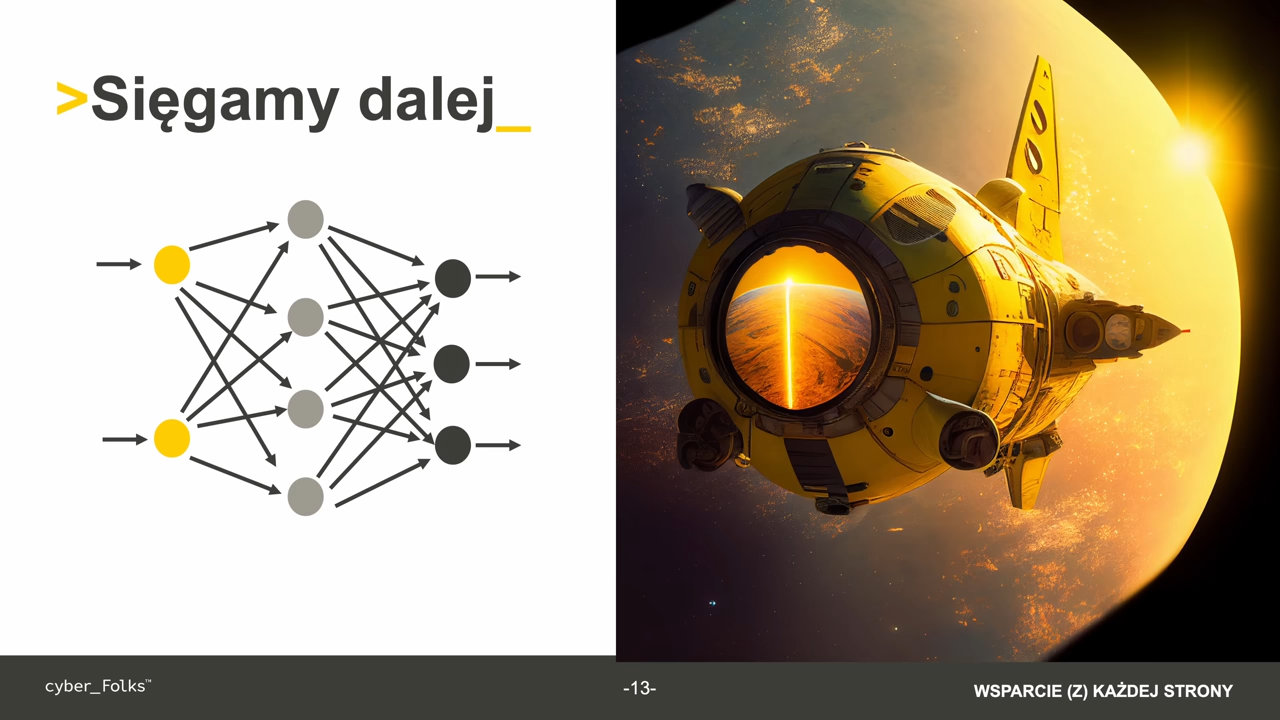 >Sięgamy dalej_
cyber_Folks™
-13-
WSPARCIE (Z) KAŻDEJ STRONY